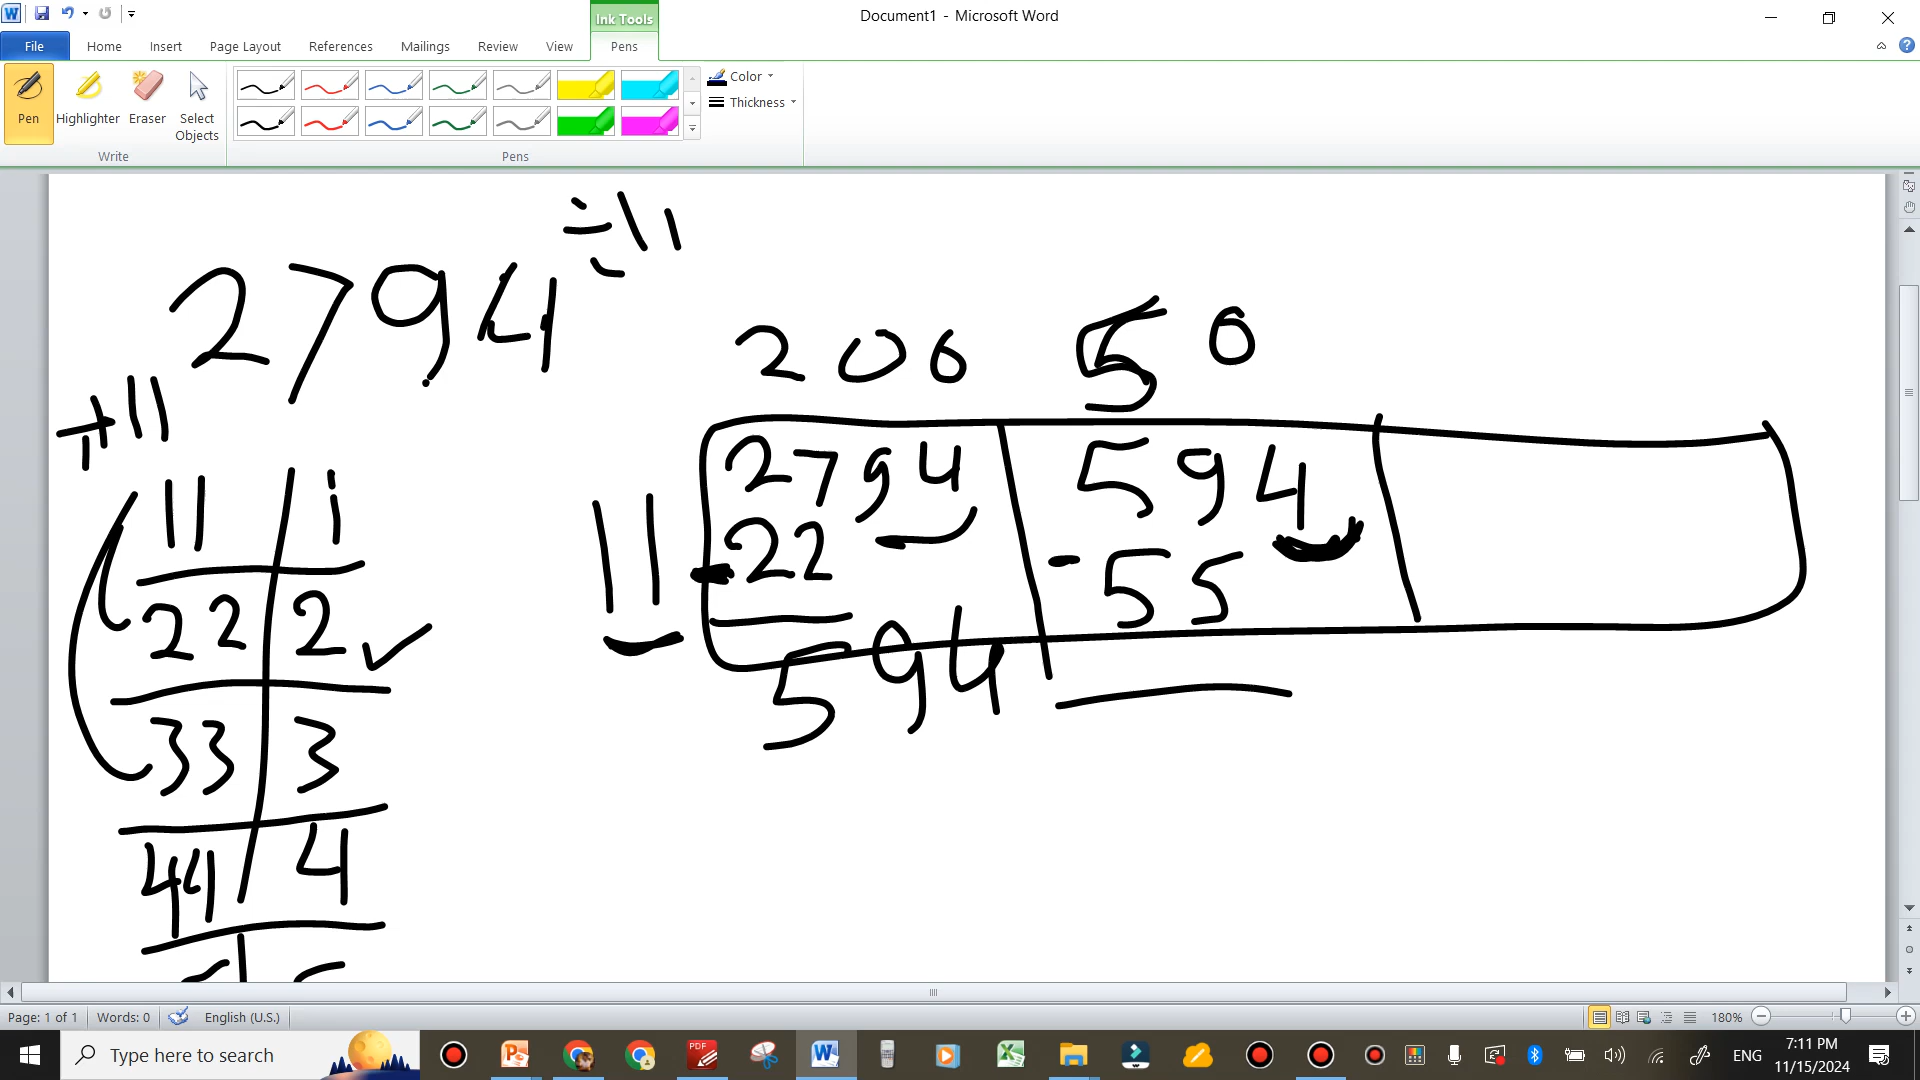 Document1 - Microsoft Word
Ink Tools
File Home Insert Page Layout References Mailings Review View Pens
Pen Highlighter Eraser Select Objects
Color
Thickness
Write Pens
2794 ÷11
+11
200 50
11 | 1
22 | 2 ✓
33 | 3
44 | 4
11
2794
-22
594
594
-55
Page: 1 of 1 Words: 0 English (U.S.) 180%
Type here to search
ENG 7:11 PM
11/15/2024